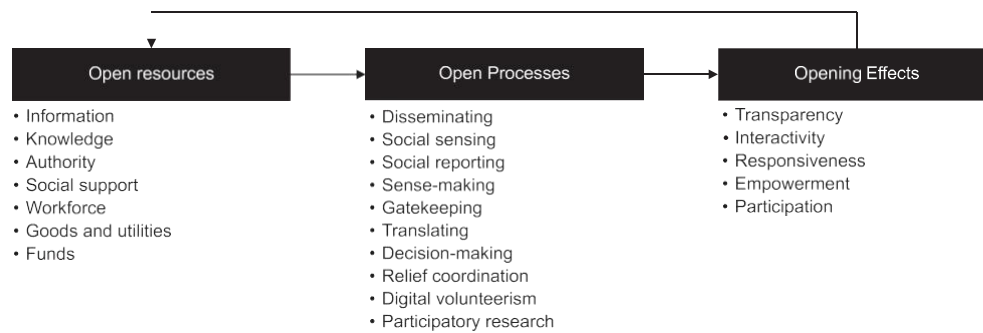 Open resources
• Information
• Knowledge
• Authority
• Social support
• Workforce
• Goods and utilities
• Funds
Open Processes
• Disseminating
• Social sensing
• Social reporting
• Sense-making
• Gatekeeping
• Translating
• Decision-making
• Relief coordination
• Digital volunteerism
• Participatory research
Opening Effects
• Transparency
• Interactivity
• Responsiveness
• Empowerment
• Participation